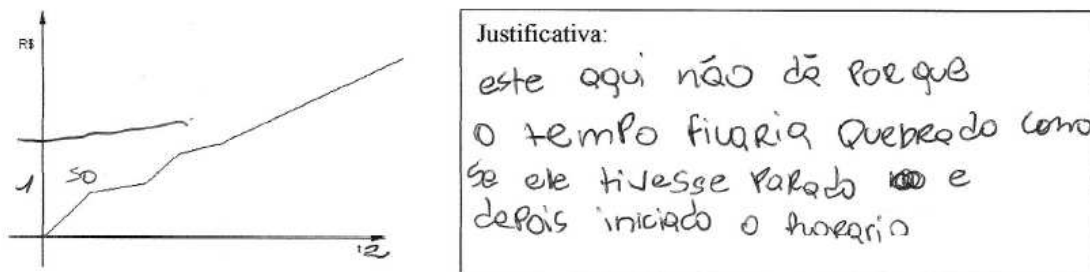 R$
1
50
12
Justificativa:
este aqui não dã Porque
o tempo ficaria Quebrado como
se ele tivesse Parado e
depois iniciado o horario